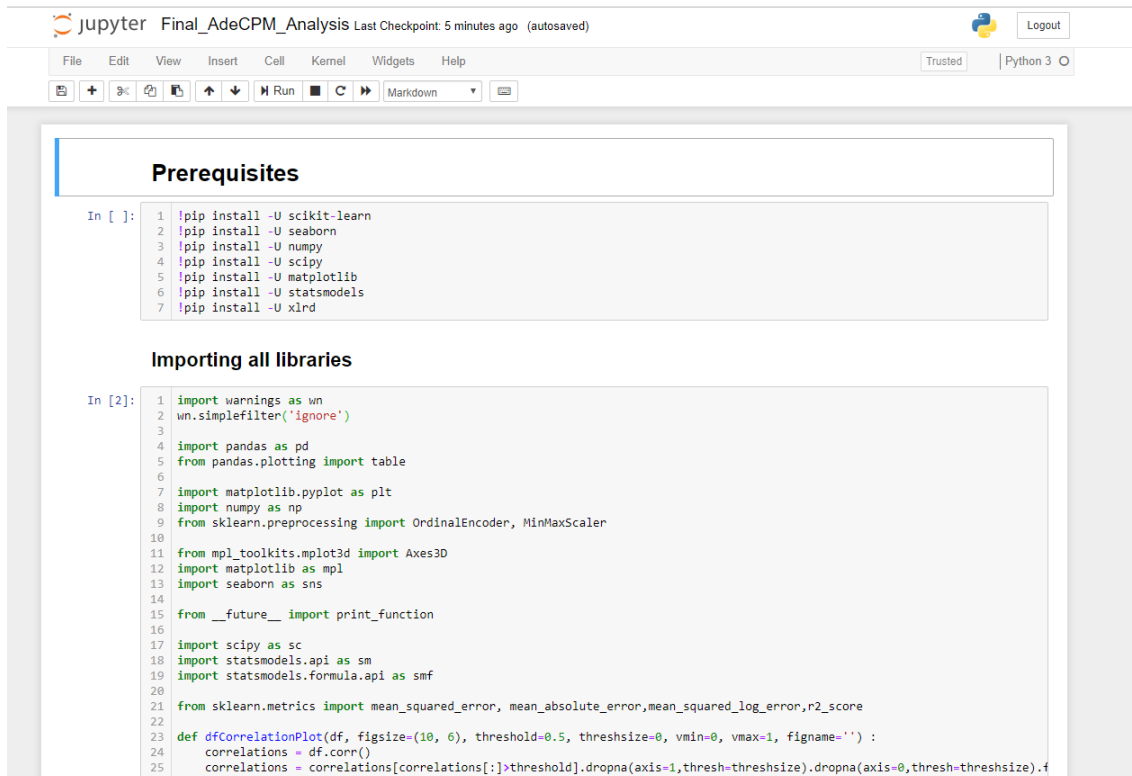 jupyter Final_AdeCPM_Analysis Last Checkpoint: 5 minutes ago (autosaved)
Logout
File Edit View Insert Cell Kernel Widgets Help
Trusted Python 3
Run Markdown
Prerequisites
In [ ]:
1 !pip install -U scikit-learn
2 !pip install -U seaborn
3 !pip install -U numpy
4 !pip install -U scipy
5 !pip install -U matplotlib
6 !pip install -U statsmodels
7 !pip install -U xlrd
Importing all libraries
In [2]:
1 import warnings as wn
2 wn.simplefilter('ignore')
3
4 import pandas as pd
5 from pandas.plotting import table
6
7 import matplotlib.pyplot as plt
8 import numpy as np
9 from sklearn.preprocessing import OrdinalEncoder, MinMaxScaler
10
11 from mpl_toolkits.mplot3d import Axes3D
12 import matplotlib as mpl
13 import seaborn as sns
14
15 from __future__ import print_function
16
17 import scipy as sc
18 import statsmodels.api as sm
19 import statsmodels.formula.api as smf
20
21 from sklearn.metrics import mean_squared_error, mean_absolute_error,mean_squared_log_error,r2_score
22
23 def dfCorrelationPlot(df, figsize=(10, 6), threshold=0.5, threshsize=0, vmin=0, vmax=1, figname='') :
24     correlations = df.corr()
25     correlations = correlations[correlations[:]>threshold].dropna(axis=1,thresh=threshsize).dropna(axis=0,thresh=threshsize).f